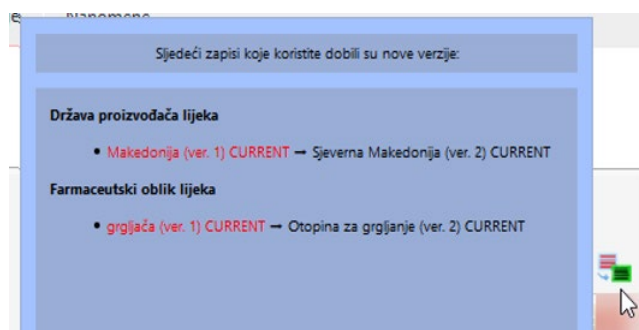 Sljedeći zapisi koje koristite dobili su nove verzije:
Država proizvođača lijeka
• Makedonija (ver. 1) CURRENT → Sjeverna Makedonija (ver. 2) CURRENT
Farmaceutski oblik lijeka
• grgljača (ver. 1) CURRENT → Otopina za grgljanje (ver. 2) CURRENT